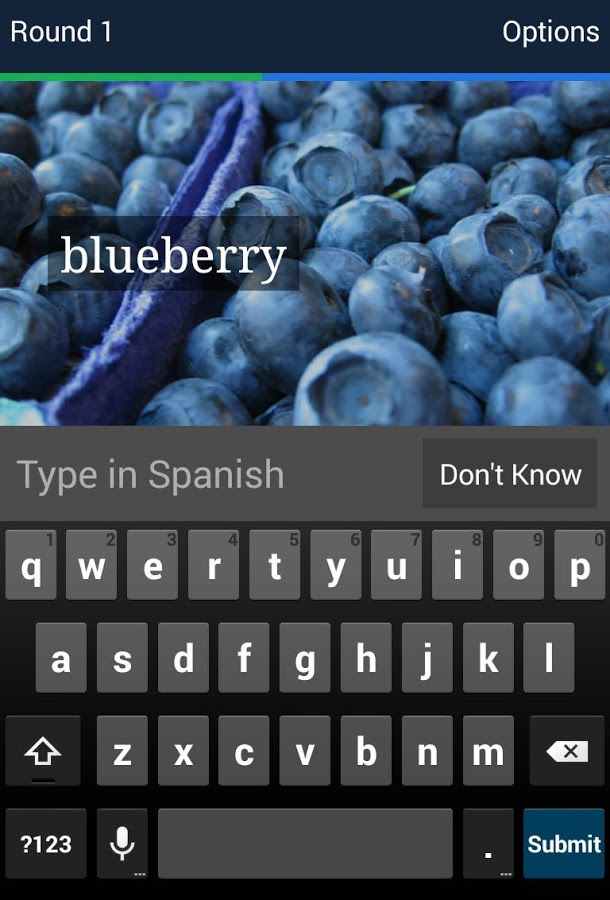 Round 1 Options
blueberry
Type in Spanish Don't Know
1 2 3 4 5 6 7 8 9 0
q w e r t y u i o p
a s d f g h j k l
z x c v b n m
?123 ... . ... Submit